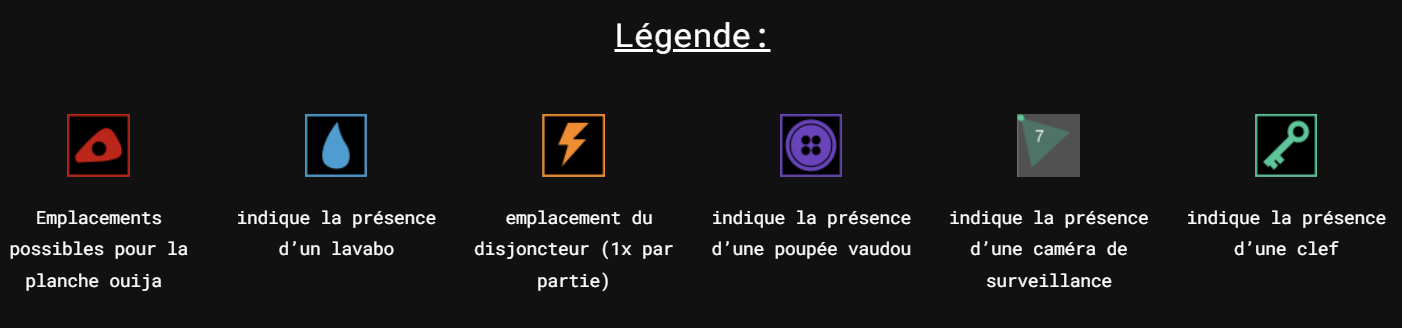 Légende:
7
Emplacements
possibles pour la
planche ouija
indique la présence
d’un lavabo
emplacement du
disjoncteur (1x par
partie)
indique la présence
d’une poupée vaudou
indique la présence
d’une caméra de
surveillance
indique la présence
d’une clef